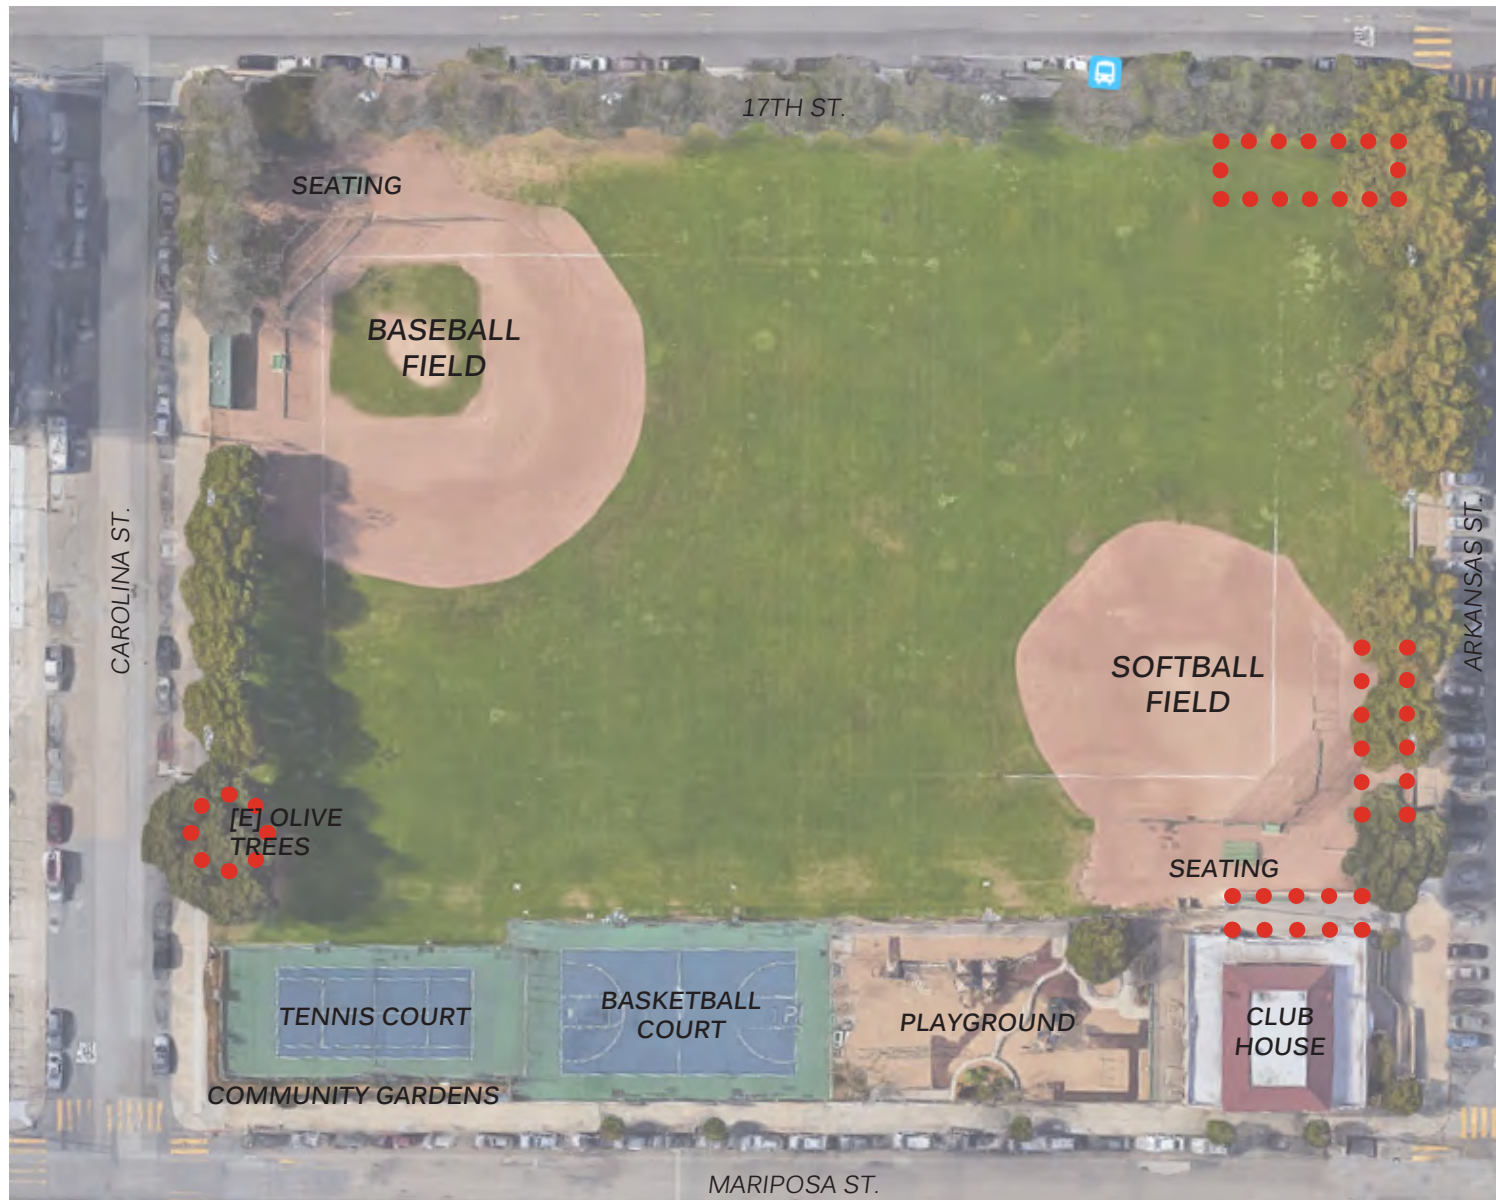 17TH ST.
SEATING
BASEBALL
FIELD
CAROLINA ST.
ARKANSAS ST.
SOFTBALL
FIELD
[E] OLIVE
TREES
SEATING
TENNIS COURT
BASKETBALL
COURT
PLAYGROUND
CLUB
HOUSE
COMMUNITY GARDENS
MARIPOSA ST.